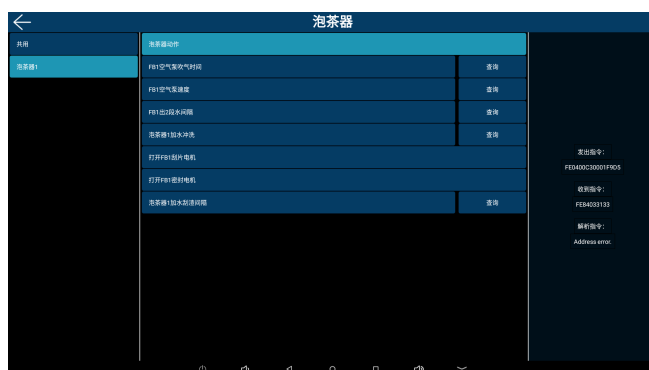 泡茶器
共用
泡茶器1
泡茶器动作
FB1空气泵吹气时间 查询
FB1空气泵速度 查询
FB1出2段水间隔 查询
泡茶器1加水冲洗 查询
打开FB1刮片电机
打开FB1密封电机
泡茶器1加水刮渣间隔 查询
发出指令:
FE0400C30001F9D5
收到指令:
FE84033133
解析指令:
Address error.